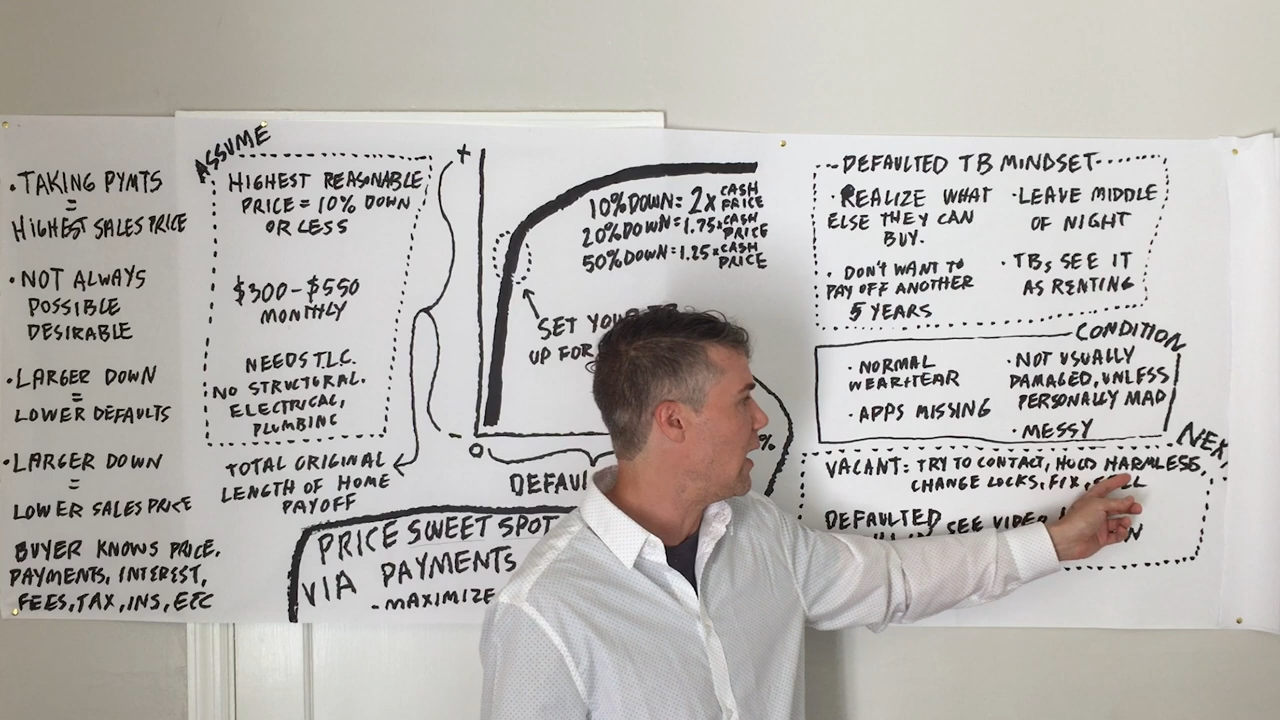 • TAKING PYMTS
=
HIGHEST SALES PRICE
• NOT ALWAYS
POSSIBLE
DESIRABLE
• LARGER DOWN
=
LOWER DEFAULTS
• LARGER DOWN
=
LOWER SALES PRICE
BUYER KNOWS PRICE,
PAYMENTS, INTEREST,
FEES, TAX, INS, ETC
ASSUME
HIGHEST REASONABLE
PRICE = 10% DOWN
OR LESS
$300-$550
MONTHLY
NEEDS T.L.C.
NO STRUCTURAL.
ELECTRICAL,
PLUMBING
TOTAL ORIGINAL
LENGTH OF HOME
PAYOFF
+
10% DOWN = 2x CASH PRICE
20% DOWN = 1.75x CASH PRICE
50% DOWN = 1.25x CASH PRICE
SET
UP FOR
0
%
PRICE SWEET SPOT
VIA PAYMENTS
- MAXIMIZE
DEFAULTED TB MINDSET
• REALIZE WHAT
ELSE THEY CAN
BUY.
• DON'T WANT TO
PAY OFF ANOTHER
5 YEARS
• LEAVE MIDDLE
OF NIGHT
• TBs SEE IT
AS RENTING
CONDITION
• NORMAL
WEAR+TEAR
• APPS MISSING
• NOT USUALLY
DAMAGED, UNLESS
PERSONALLY MAD
• MESSY
VACANT: TRY TO CONTACT, HOLD HARMLESS,
CHANGE LOCKS, FIX,
DEFAULTED
SEE VIDEO